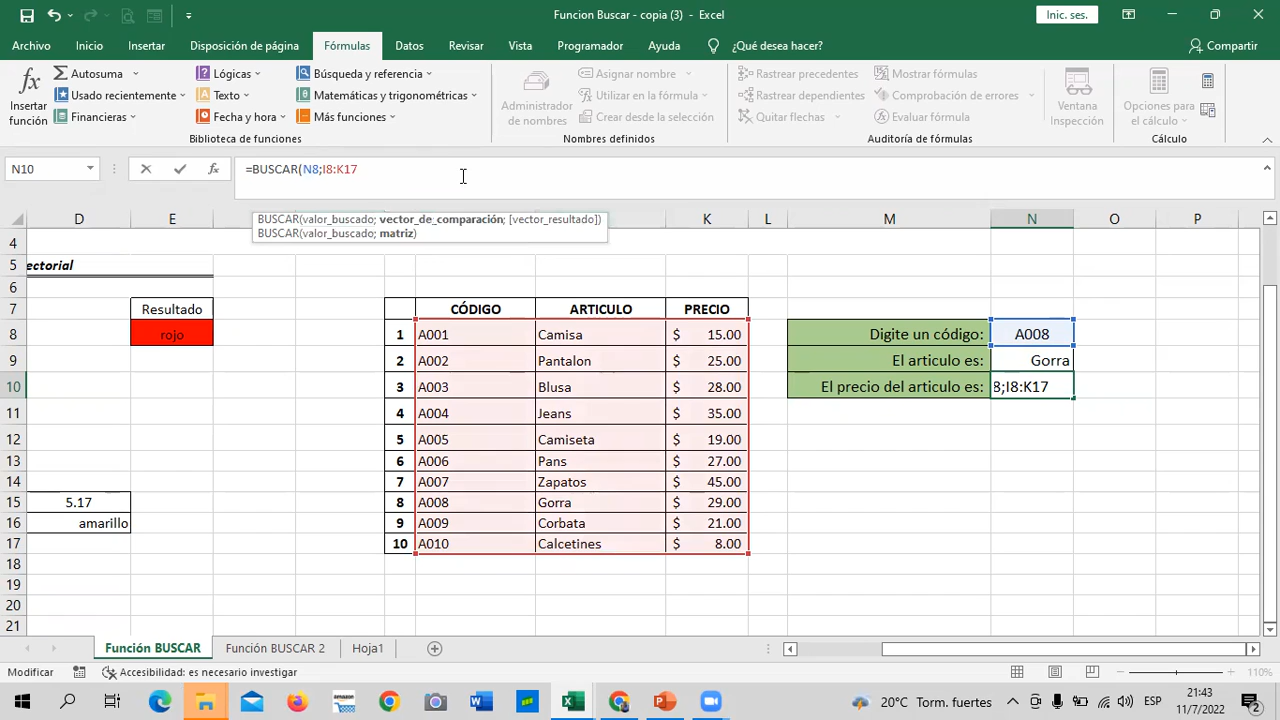 Funcion Buscar - copia (3) - Excel
Inic. ses.
Archivo Inicio Insertar Disposición de página Fórmulas Datos Revisar Vista Programador Ayuda ¿Qué desea hacer? Compartir
Insertar función
Autosuma
Usado recientemente
Financieras
Lógicas
Texto
Fecha y hora
Búsqueda y referencia
Matemáticas y trigonométricas
Más funciones
Biblioteca de funciones
Administrador de nombres
Asignar nombre
Utilizar en la fórmula
Crear desde la selección
Nombres definidos
Rastrear precedentes
Rastrear dependientes
Quitar flechas
Mostrar fórmulas
Comprobación de errores
Evaluar fórmula
Auditoría de fórmulas
Ventana Inspección
Opciones para el cálculo
Cálculo
N10 fx =BUSCAR(N8;I8:K17
BUSCAR(valor_buscado; vector_de_comparación; [vector_resultado])
BUSCAR(valor_buscado; matriz)
D E K L M N O P
4
5 ectorial
6
7 Resultado CÓDIGO ARTICULO PRECIO
8 rojo 1 A001 Camisa $ 15.00 Digite un código: A008
9 2 A002 Pantalon $ 25.00 El articulo es: Gorra
10 3 A003 Blusa $ 28.00 El precio del articulo es: 8;I8:K17
11 4 A004 Jeans $ 35.00
12 5 A005 Camiseta $ 19.00
13 6 A006 Pans $ 27.00
14 7 A007 Zapatos $ 45.00
15 5.17 8 A008 Gorra $ 29.00
16 amarillo 9 A009 Corbata $ 21.00
17 10 A010 Calcetines $ 8.00
18
19
20
21
Función BUSCAR Función BUSCAR 2 Hoja1
Modificar Accesibilidad: es necesario investigar 110%
20°C Torm. fuertes ESP 21:43
11/7/2022 2